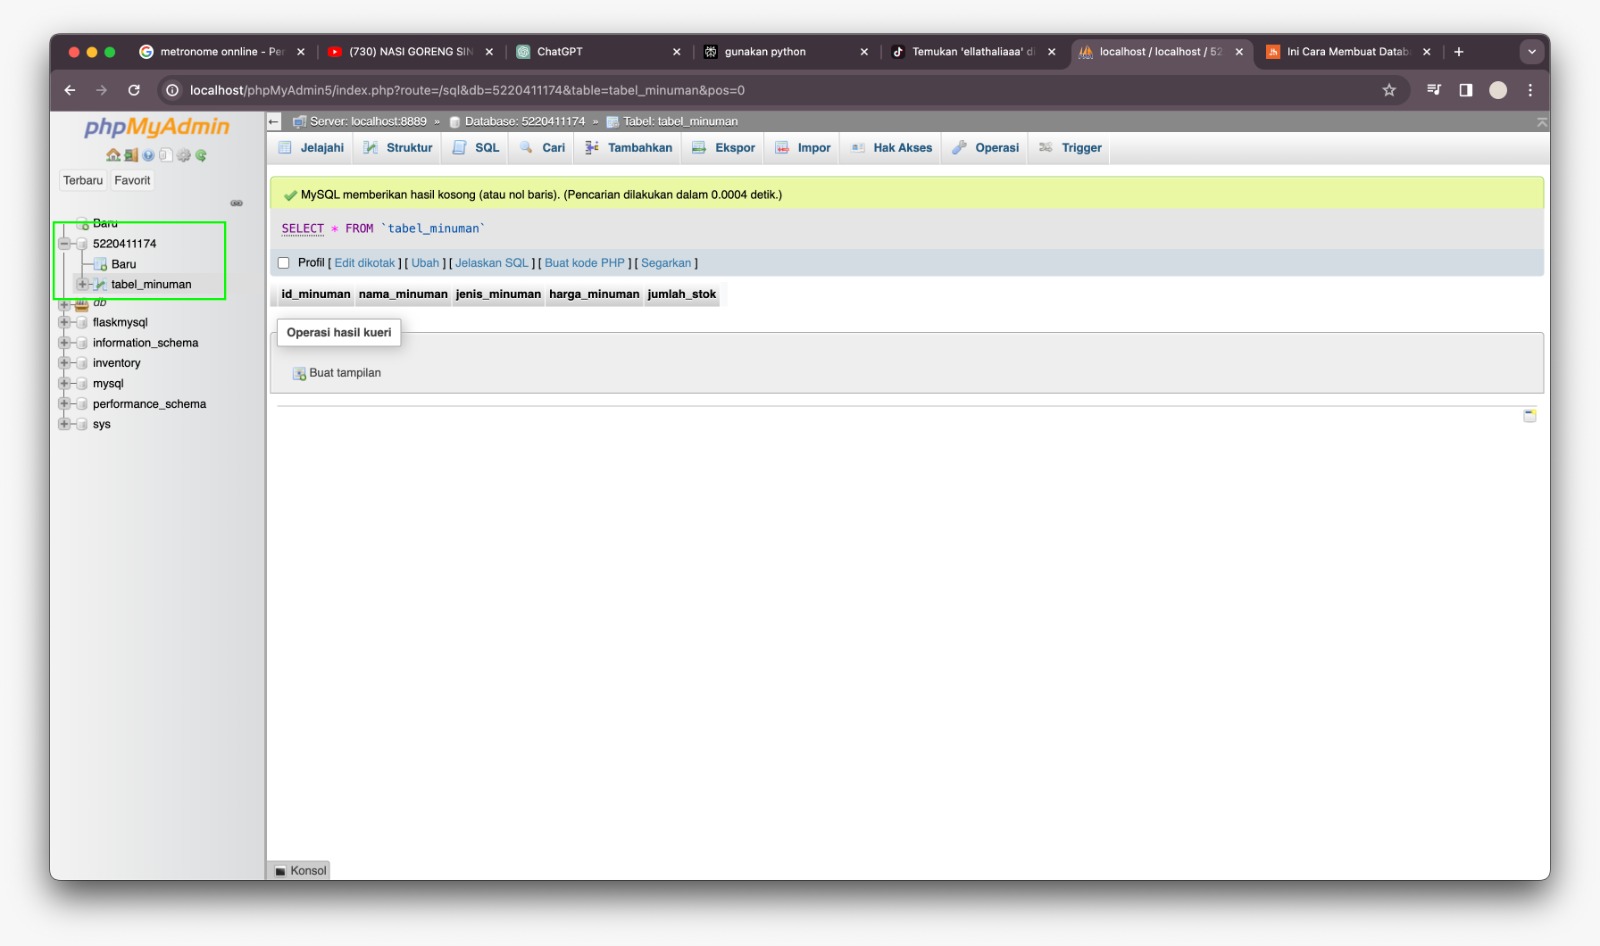 metronome onnline - Per
(730) NASI GORENG SIN
ChatGPT
gunakan python
Temukan 'ellathaliaaa' di
localhost / localhost / 52
Ini Cara Membuat Datab
localhost/phpMyAdmin5/index.php?route=/sql&db=5220411174&table=tabel_minuman&pos=0
phpMyAdmin
Terbaru Favorit
Baru
5220411174
Baru
tabel_minuman
db
flaskmysql
information_schema
inventory
mysql
performance_schema
sys
Server: localhost:8889 » Database: 5220411174 » Tabel: tabel_minuman
Jelajahi Struktur SQL Cari Tambahkan Ekspor Impor Hak Akses Operasi Trigger
MySQL memberikan hasil kosong (atau nol baris). (Pencarian dilakukan dalam 0.0004 detik.)
SELECT * FROM `tabel_minuman`
Profil [ Edit dikotak ] [ Ubah ] [ Jelaskan SQL ] [ Buat kode PHP ] [ Segarkan ]
id_minuman nama_minuman jenis_minuman harga_minuman jumlah_stok
Operasi hasil kueri
Buat tampilan
Konsol